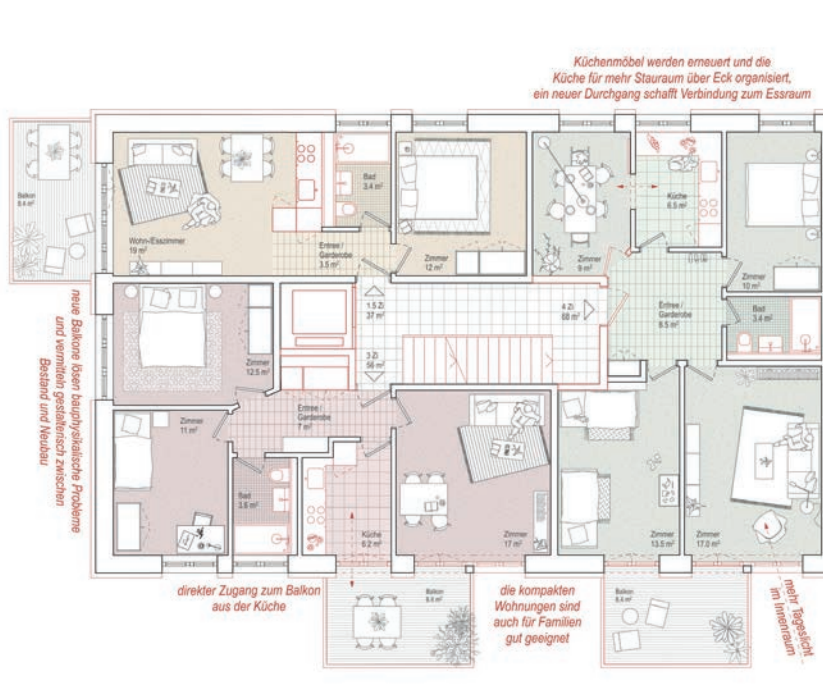 Küchenmöbel werden erneuert und die
Küche für mehr Stauraum über Eck organisiert,
ein neuer Durchgang schafft Verbindung zum Essraum
Balkon
8.4 m²
Wohn-/Esszimmer
19 m²
Bad
3.4 m²
Entree /
Garderobe
3.5 m²
Zimmer
12 m²
Zimmer
9 m²
Küche
6.5 m²
Zimmer
10 m²
1.5 Zi
37 m²
4 Zi
88 m²
Entree /
Garderobe
8.5 m²
Bad
3.4 m²
3 Zi
56 m²
Zimmer
12.5 m²
neue Balkone lösen bauphysikalische Probleme
und vermitteln gestalterisch zwischen
Bestand und Neubau
Zimmer
11 m²
Entree /
Garderobe
7 m²
Bad
3.6 m²
Küche
6.2 m²
Zimmer
17 m²
Zimmer
13.5 m²
Zimmer
17.0 m²
direkter Zugang zum Balkon
aus der Küche
Balkon
8.4 m²
die kompakten
Wohnungen sind
auch für Familien
gut geeignet
Balkon
8.4 m²
mehr Tageslicht
im Innenraum